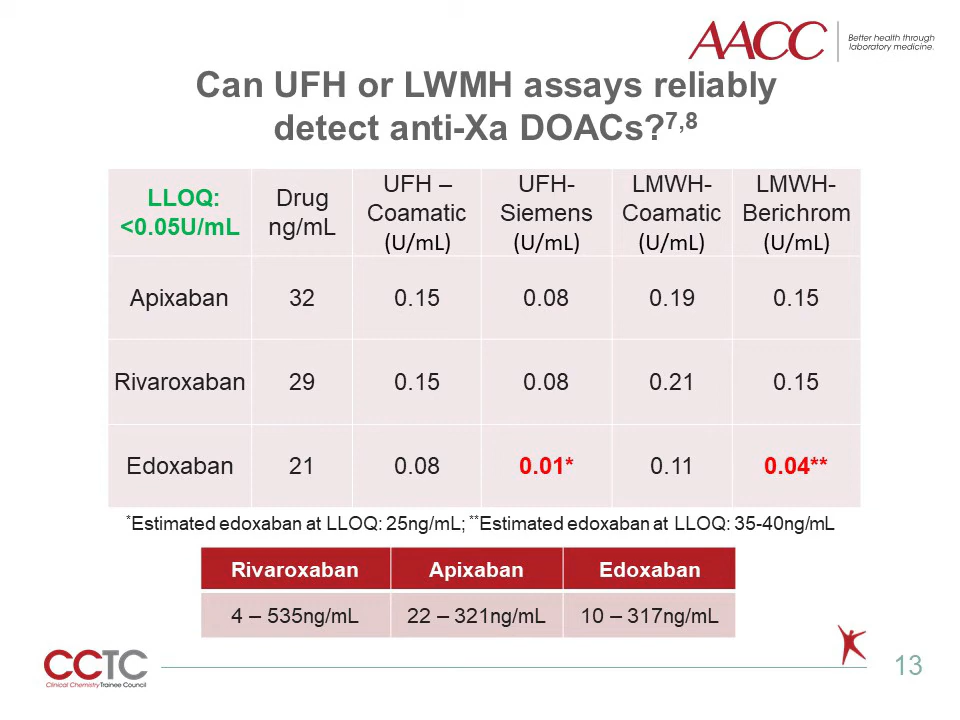 AACC
Better health through
laboratory medicine.
Can UFH or LWMH assays reliably
detect anti-Xa DOACs?7,8
LLOQ: <0.05U/mL Drug ng/mL UFH – Coamatic (U/mL) UFH- Siemens (U/mL) LMWH- Coamatic (U/mL) LMWH- Berichrom (U/mL)
Apixaban 32 0.15 0.08 0.19 0.15
Rivaroxaban 29 0.15 0.08 0.21 0.15
Edoxaban 21 0.08 0.01* 0.11 0.04**
*Estimated edoxaban at LLOQ: 25ng/mL; **Estimated edoxaban at LLOQ: 35-40ng/mL
Rivaroxaban Apixaban Edoxaban
4 – 535ng/mL 22 – 321ng/mL 10 – 317ng/mL
CCTC
Clinical Chemistry Trainee Council
13